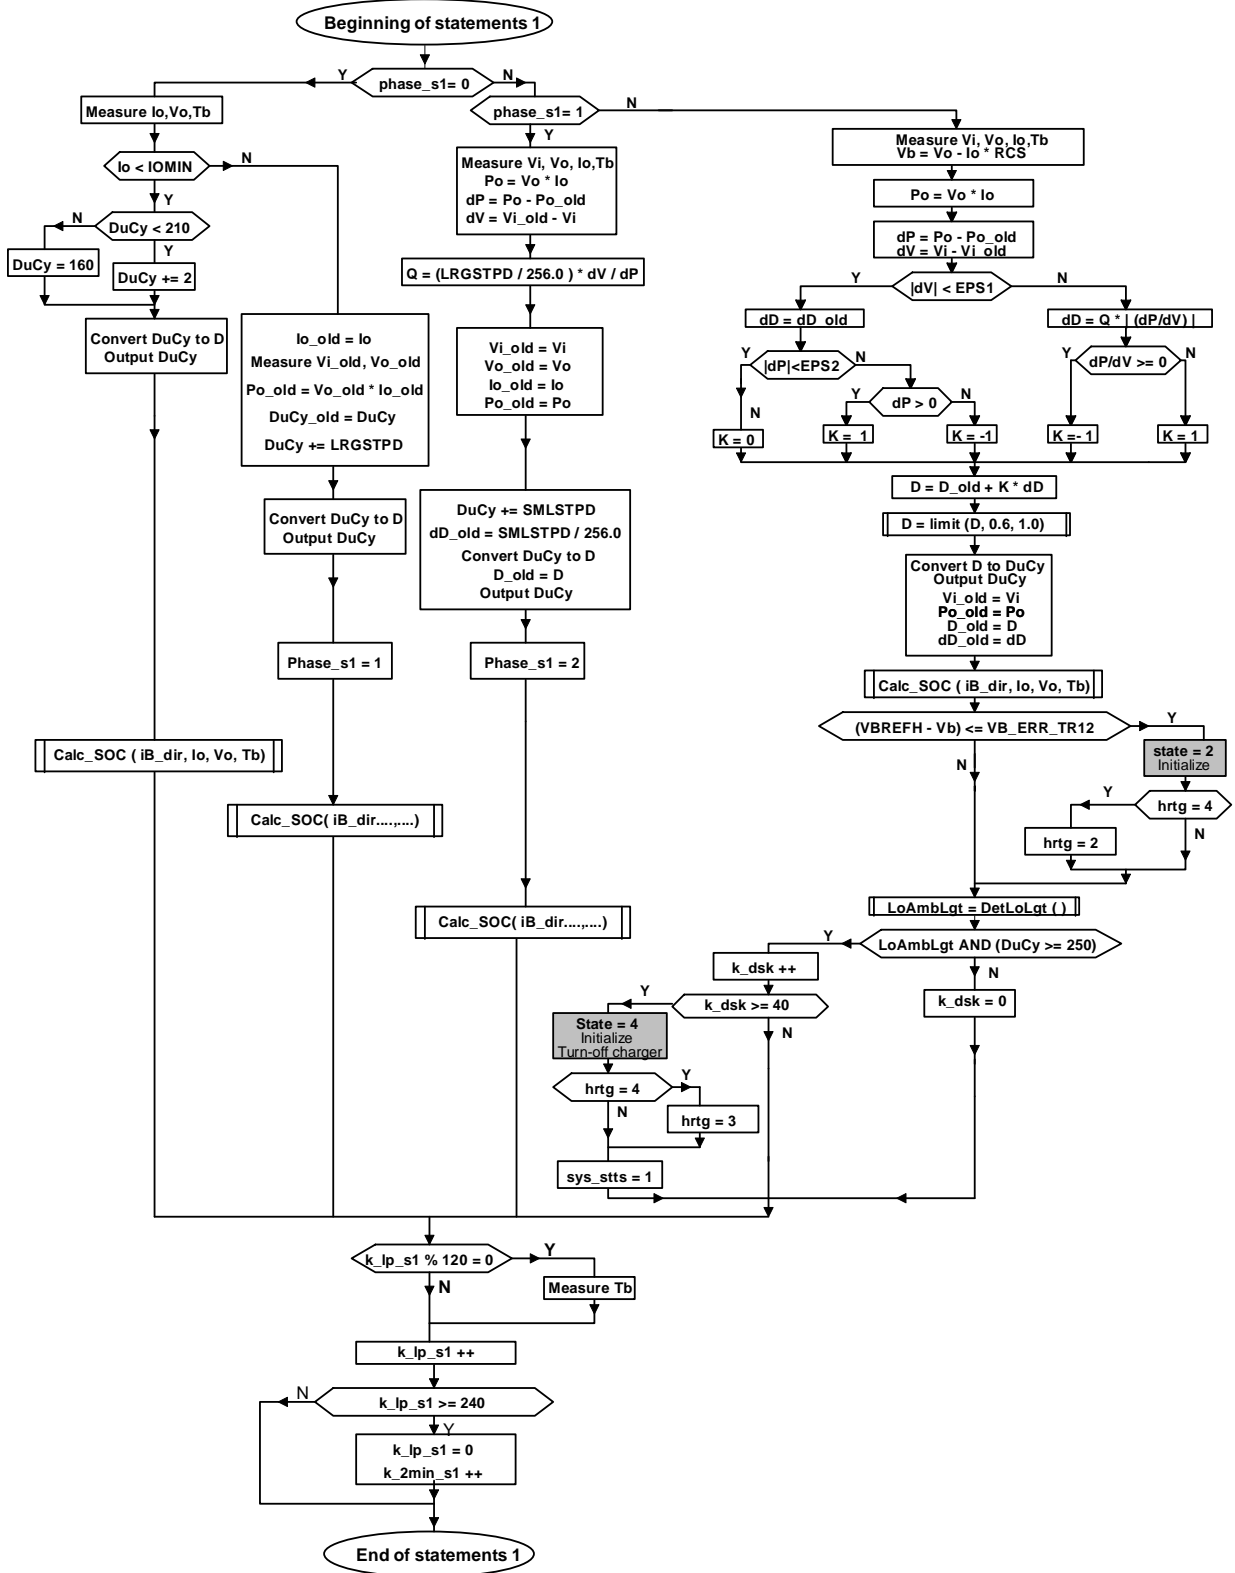 Beginning of statements 1
phase_s1= 0
Y
N
Measure Io,Vo,Tb
Io < IOMIN
N
Y
DuCy < 210
N
Y
DuCy = 160
DuCy += 2
Convert DuCy to D
Output DuCy
Calc_SOC ( iB_dir, Io, Vo, Tb)
Io_old = Io
Measure Vi_old, Vo_old
Po_old = Vo_old * Io_old
DuCy_old = DuCy
DuCy += LRGSTPD
Convert DuCy to D
Output DuCy
Phase_s1 = 1
Calc_SOC( iB_dir....,....)
phase_s1= 1
N
Y
Measure Vi, Vo, Io,Tb
Po = Vo * Io
dP = Po - Po_old
dV = Vi_old - Vi
Q = (LRGSTPD / 256.0 ) * dV / dP
Vi_old = Vi
Vo_old = Vo
Io_old = Io
Po_old = Po
DuCy += SMLSTPD
dD_old = SMLSTPD / 256.0
Convert DuCy to D
D_old = D
Output DuCy
Phase_s1 = 2
Calc_SOC( iB_dir....,....)
Measure Vi, Vo, Io,Tb
Vb = Vo - Io * RCS
Po = Vo * Io
dP = Po - Po_old
dV = Vi - Vi_old
|dV| < EPS1
Y
N
dD = dD_old
dD = Q * | (dP/dV) |
|dP|<EPS2
Y
N
N
dP > 0
Y
N
dP/dV >= 0
Y
N
K = 0
K = 1
K = -1
K =- 1
K = 1
D = D_old + K * dD
D = limit (D, 0.6, 1.0)
Convert D to DuCy
Output DuCy
Vi_old = Vi
Po_old = Po
D_old = D
dD_old = dD
Calc_SOC ( iB_dir, Io, Vo, Tb)
(VBREFH - Vb) <= VB_ERR_TR12
Y
N
state = 2
Initialize
hrtg = 4
Y
N
hrtg = 2
LoAmbLgt = DetLoLgt ( )
LoAmbLgt AND (DuCy >= 250)
Y
N
k_dsk ++
k_dsk = 0
k_dsk >= 40
Y
N
State = 4
Initialize
Turn-off charger
hrtg = 4
Y
N
hrtg = 3
sys_stts = 1
k_lp_s1 % 120 = 0
Y
N
Measure Tb
k_lp_s1 ++
k_lp_s1 >= 240
N
Y
k_lp_s1 = 0
k_2min_s1 ++
End of statements 1